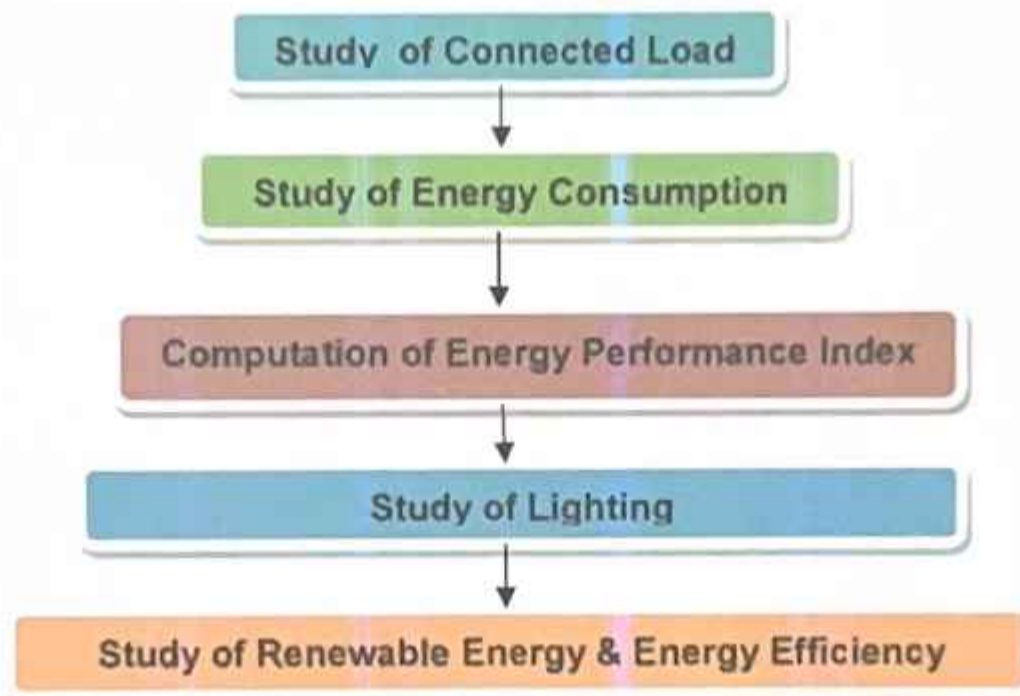 Study of Connected Load
Study of Energy Consumption
Computation of Energy Performance Index
Study of Lighting
Study of Renewable Energy & Energy Efficiency